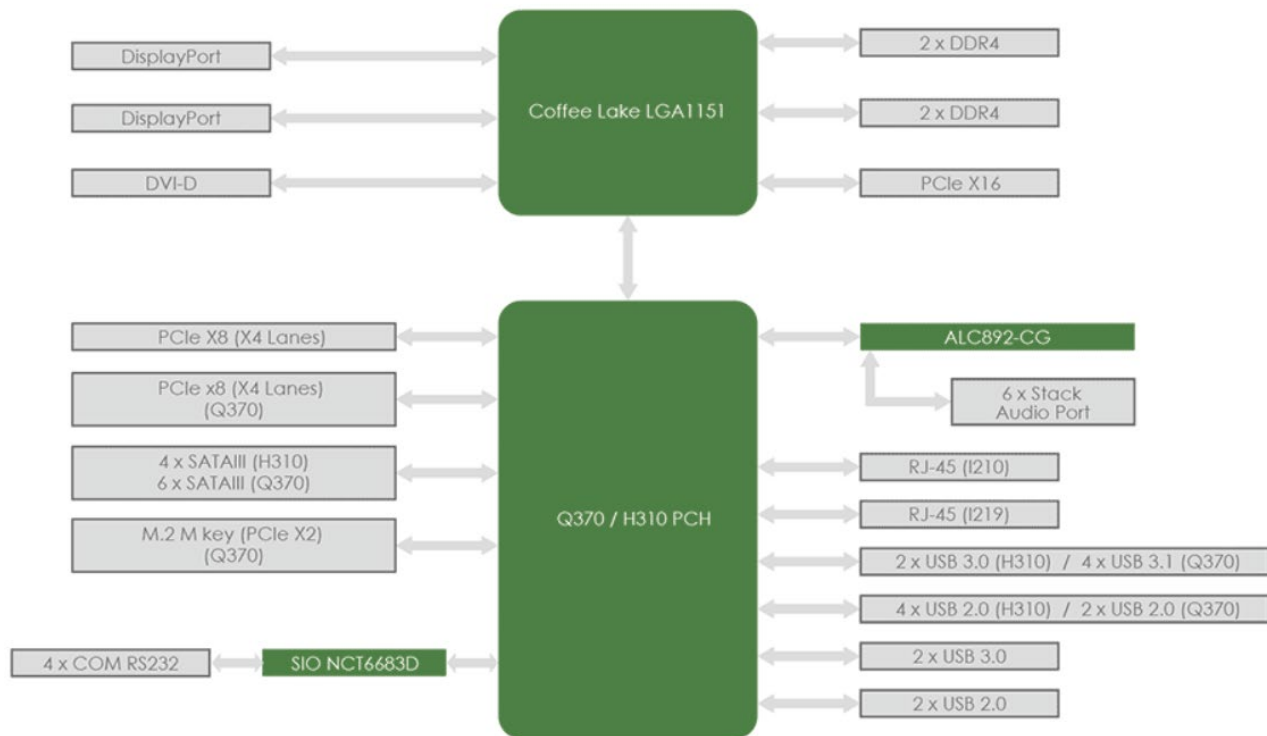 DisplayPort
DisplayPort
DVI-D
Coffee Lake LGA1151
2 x DDR4
2 x DDR4
PCIe X16
PCIe X8 (X4 Lanes)
PCIe x8 (X4 Lanes)
(Q370)
4 x SATAIII (H310)
6 x SATAIII (Q370)
M.2 M key (PCIe X2)
(Q370)
4 x COM RS232
SIO NCT6683D
Q370 / H310 PCH
ALC892-CG
6 x Stack
Audio Port
RJ-45 (I210)
RJ-45 (I219)
2 x USB 3.0 (H310) / 4 x USB 3.1 (Q370)
4 x USB 2.0 (H310) / 2 x USB 2.0 (Q370)
2 x USB 3.0
2 x USB 2.0